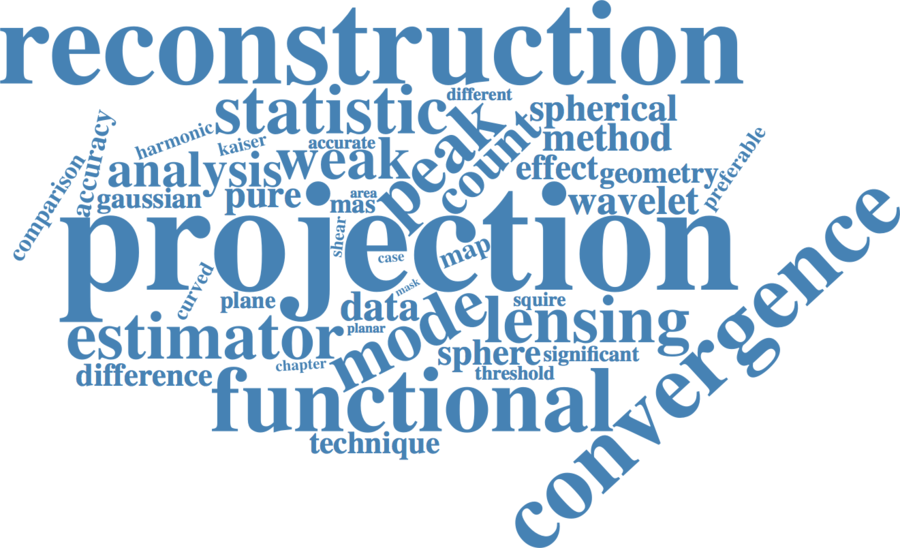 reconstruction
different
statistic
spherical
harmonic
kaiser
accurate
peak
count
method
accuracy
comparison
analysis
weak
effect
geometry
preferable
gaussian
pure
area
mas
wavelet
projection
shear
case
map
convergence
curved
plane
mask
data
squire
planar
model
lensing
estimator
sphere
significant
chapter
difference
threshold
functional
technique